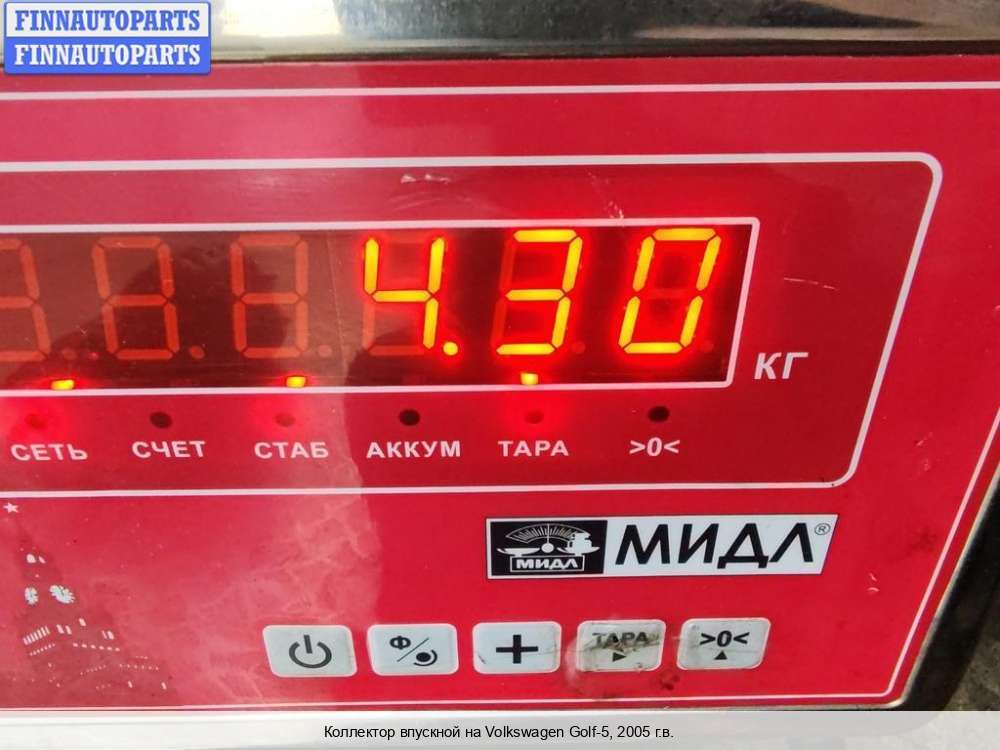 FINNAUTOPARTS
FINNAUTOPARTS
4.30
КГ
СЕТЬ СЧЕТ СТАБ АККУМ ТАРА >0<
МИДЛ МИДЛ®
Ф + ТАРА >0<
Коллектор впускной на Volkswagen Golf-5, 2005 г.в.